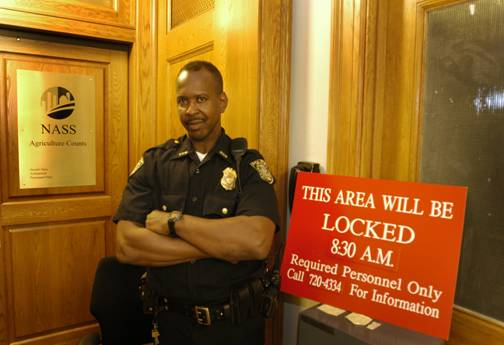 NASS
Agriculture Counts
THIS AREA WILL BE
LOCKED
8:30 A.M.
Required Personnel Only
Call 720-4334 For Information